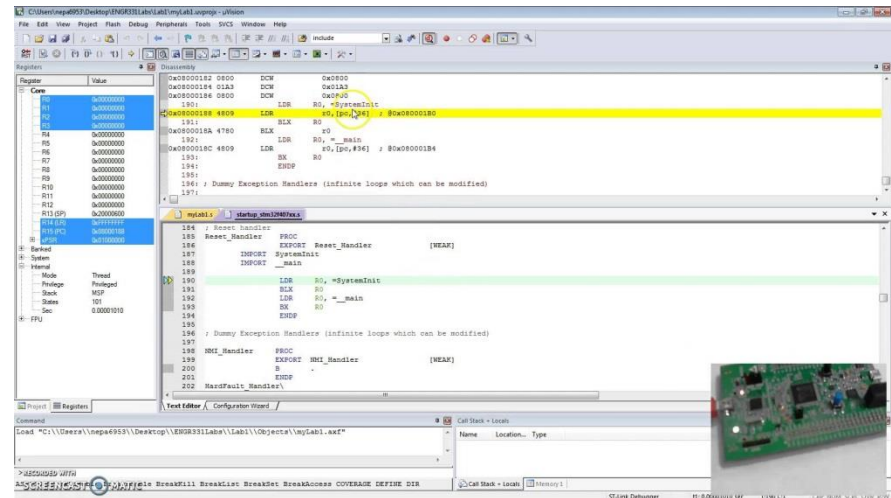 C:\Users\nepa6953\Desktop\ENGR331Labs\Lab1\myLab1.uvprojx - µVision
File Edit View Project Flash Debug Peripherals Tools SVCS Window Help
include
Registers
Disassembly
Register Value
Core
R0 0x00000000
R1 0x00000000
R2 0x00000000
R3 0x00000000
R4 0x00000000
R5 0x00000000
R6 0x00000000
R7 0x00000000
R8 0x00000000
R9 0x00000000
R10 0x00000000
R11 0x00000000
R12 0x00000000
R13 (SP) 0x20000600
R14 (LR) 0xFFFFFFFF
R15 (PC) 0x08000188
xPSR 0x01000000
Banked
System
Internal
Mode Thread
Privilege Privileged
Stack MSP
States 101
Sec 0.00001010
FPU
0x08000182 0800 DCW 0x0800
0x08000184 01A3 DCW 0x01A3
0x08000186 0800 DCW 0x0800
190: LDR R0, =SystemInit
0x08000188 4809 LDR r0,[pc,#36] ; @0x080001B0
191: BLX R0
0x0800018A 4780 BLX r0
192: LDR R0, =__main
0x0800018C 4809 LDR r0,[pc,#36] ; @0x080001B4
193: BX R0
194: ENDP
195:
196: ; Dummy Exception Handlers (infinite loops which can be modified)
197:
myLab1.s startup_stm32f407xx.s
184 ; Reset handler
185 Reset_Handler PROC
186 EXPORT Reset_Handler [WEAK]
187 IMPORT SystemInit
188 IMPORT __main
189
190 LDR R0, =SystemInit
191 BLX R0
192 LDR R0, =__main
193 BX R0
194 ENDP
195
196 ; Dummy Exception Handlers (infinite loops which can be modified)
197
198 NMI_Handler PROC
199 EXPORT NMI_Handler [WEAK]
200 B .
201 ENDP
202 HardFault_Handler\
Project Registers
Text Editor Configuration Wizard
Command
Load "C:\\Users\\nepa6953\\Desktop\\ENGR331Labs\\Lab1\\Objects\\myLab1.axf"
Call Stack + Locals
Name Location... Type
RECORDED WITH
SCREENCAST-O-MATIC
BreakKill BreakList BreakSet BreakAccess COVERAGE DEFINE DIR
Call Stack + Locals Memory 1
ST-Link Debugger